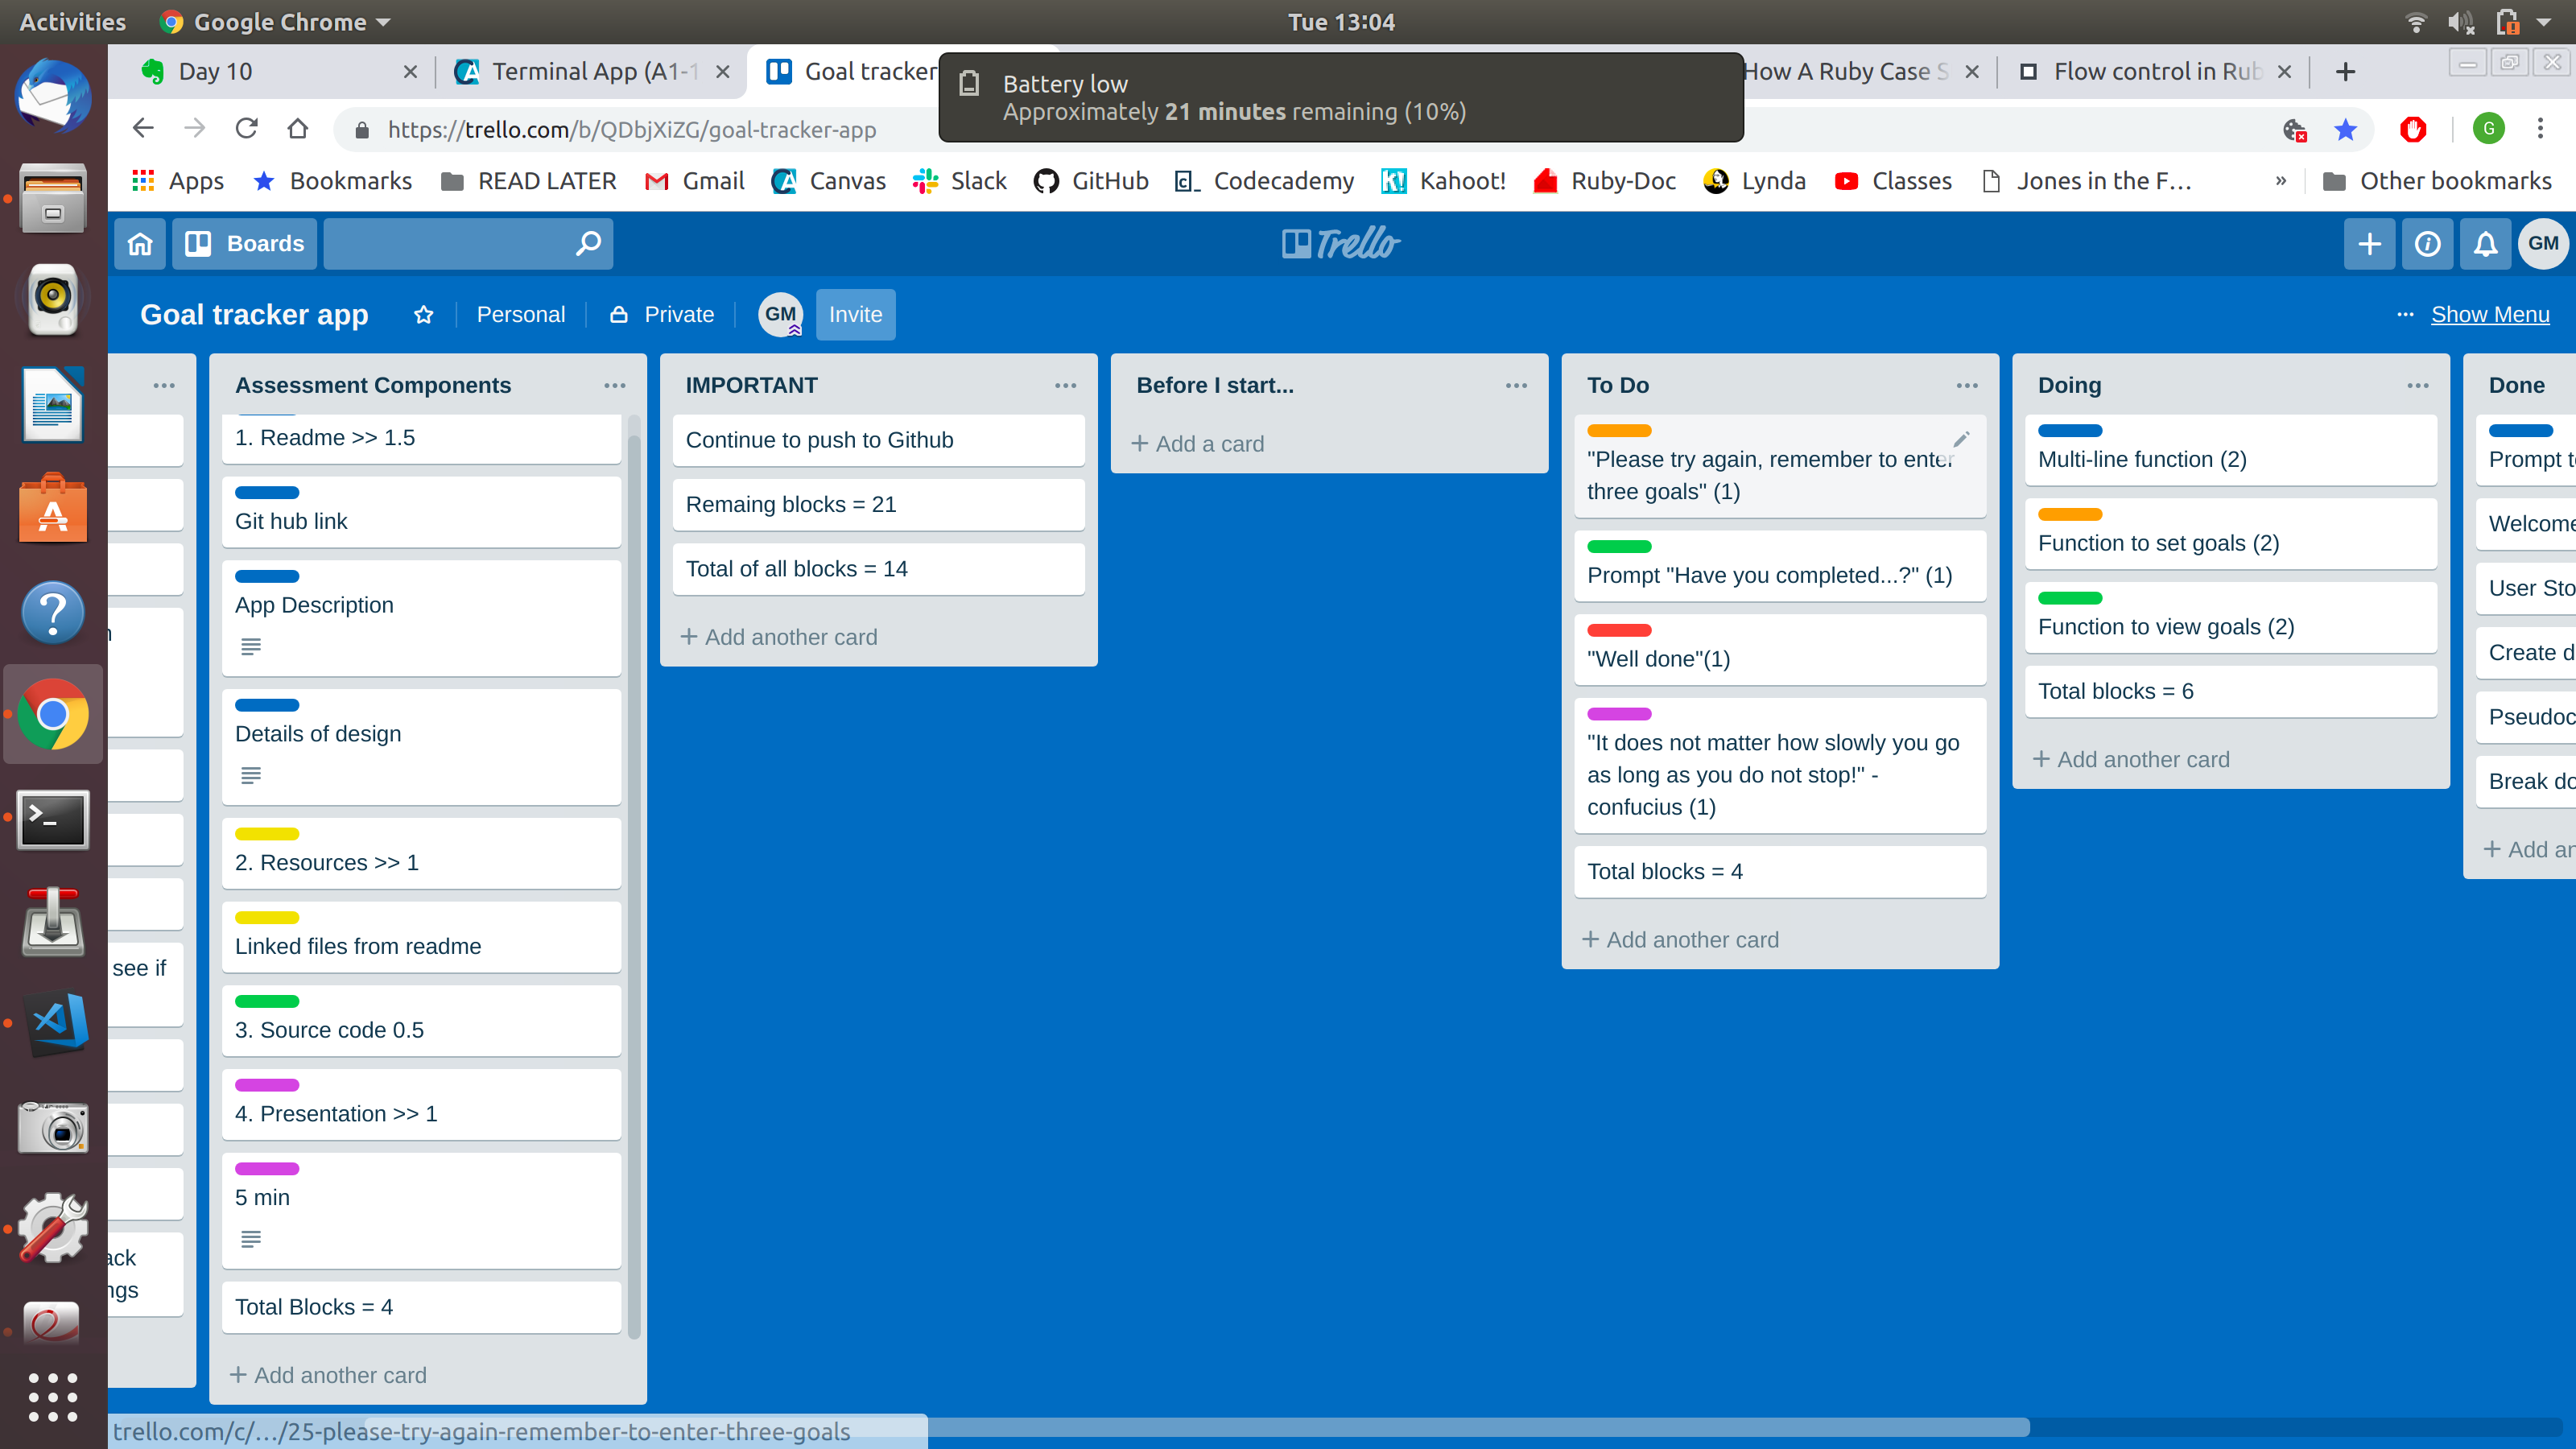 Activities
Google Chrome
Tue 13:04
Day 10
Terminal App (A1-1
Goal tracker
How A Ruby Case S
Flow control in Rub
Battery low
Approximately 21 minutes remaining (10%)
https://trello.com/b/QDbjXiZG/goal-tracker-app
G
Apps
Bookmarks
READ LATER
Gmail
Canvas
Slack
GitHub
Codecademy
Kahoot!
Ruby-Doc
Lynda
Classes
Jones in the F...
»
Other bookmarks
Boards
Trello
GM
Goal tracker app
Personal
Private
GM
Invite
Show Menu
see if
ack
ngs
Assessment Components
1. Readme >> 1.5
Git hub link
App Description
Details of design
2. Resources >> 1
Linked files from readme
3. Source code 0.5
4. Presentation >> 1
5 min
Total Blocks = 4
+ Add another card
IMPORTANT
Continue to push to Github
Remaing blocks = 21
Total of all blocks = 14
+ Add another card
Before I start...
+ Add a card
To Do
"Please try again, remember to enter
three goals" (1)
Prompt "Have you completed...?" (1)
"Well done"(1)
"It does not matter how slowly you go
as long as you do not stop!" -
confucius (1)
Total blocks = 4
+ Add another card
Doing
Multi-line function (2)
Function to set goals (2)
Function to view goals (2)
Total blocks = 6
+ Add another card
Done
Prompt t
Welcome
User Sto
Create d
Pseudoc
Break do
+ Add an
trello.com/c/.../25-please-try-again-remember-to-enter-three-goals